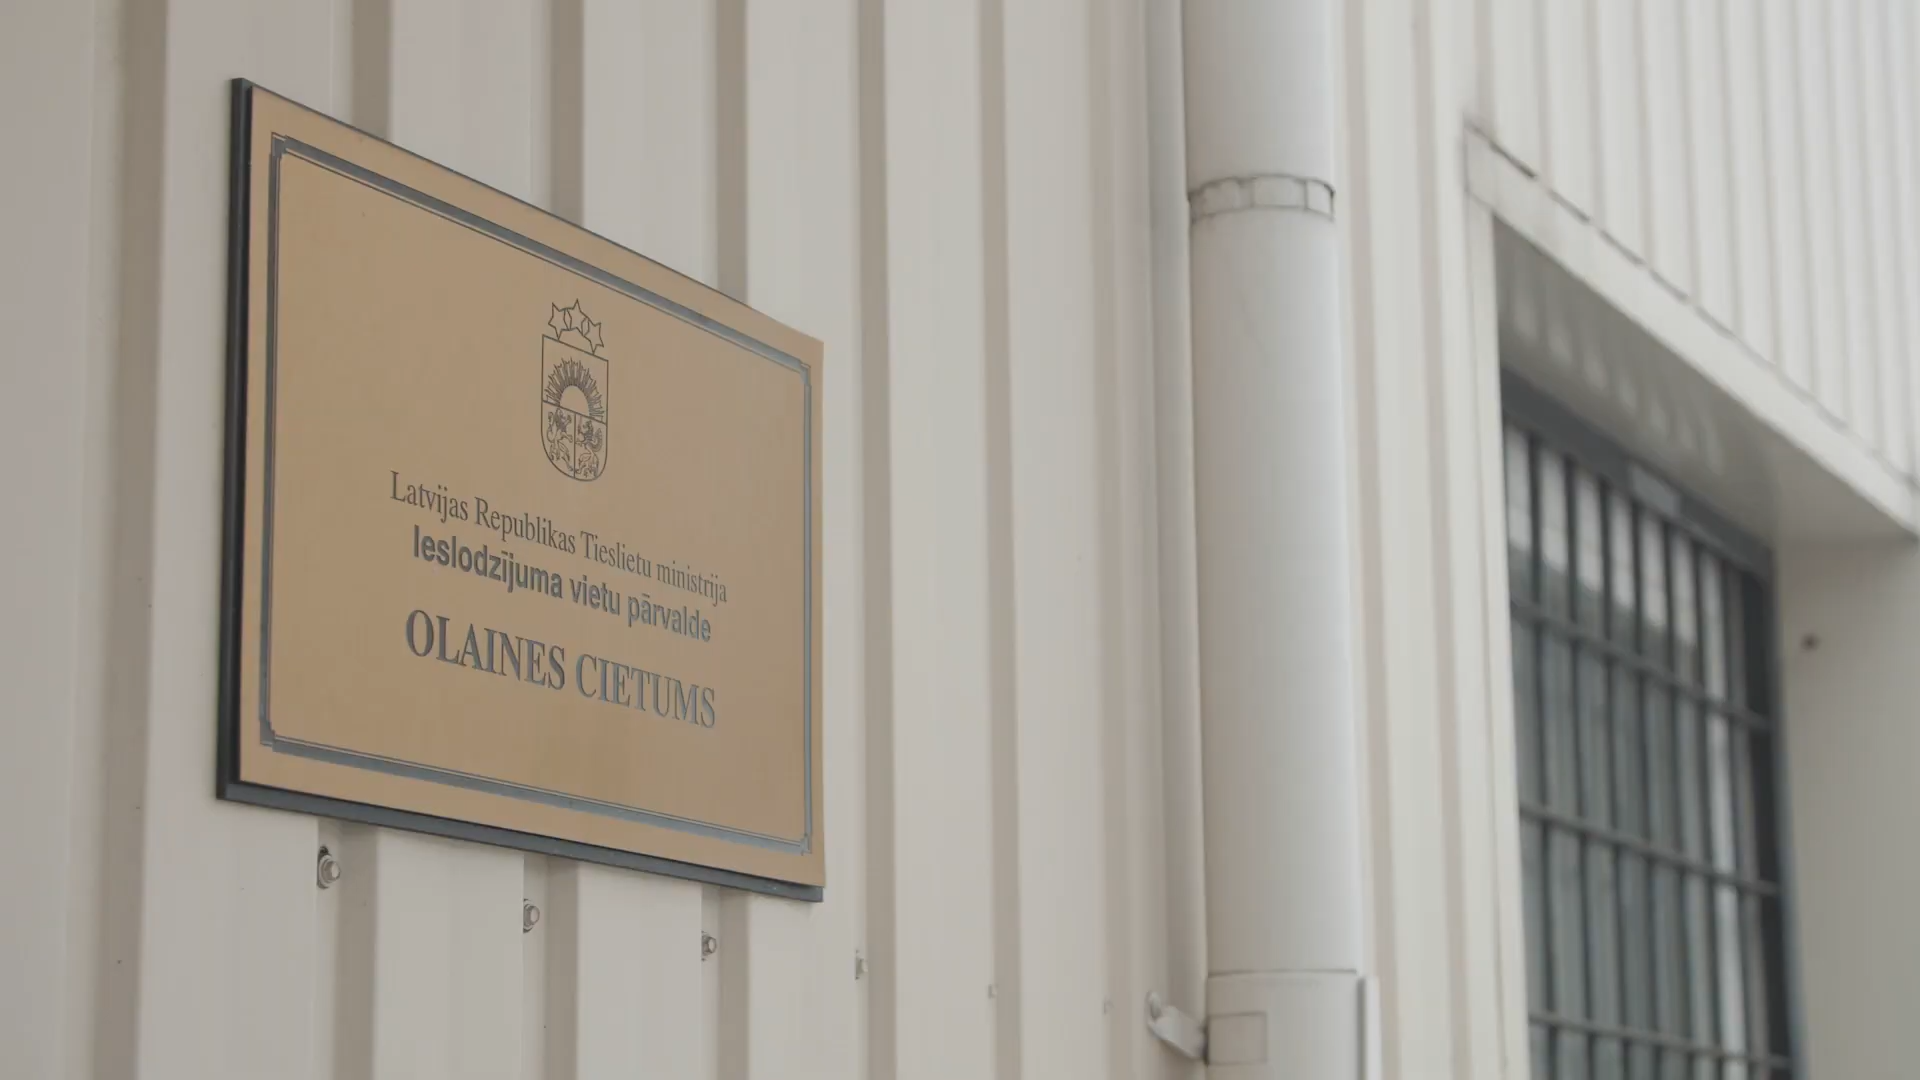 Latvijas Republikas Tieslietu ministrija
Ieslodzījuma vietu pārvalde
OLAINES CIETUMS